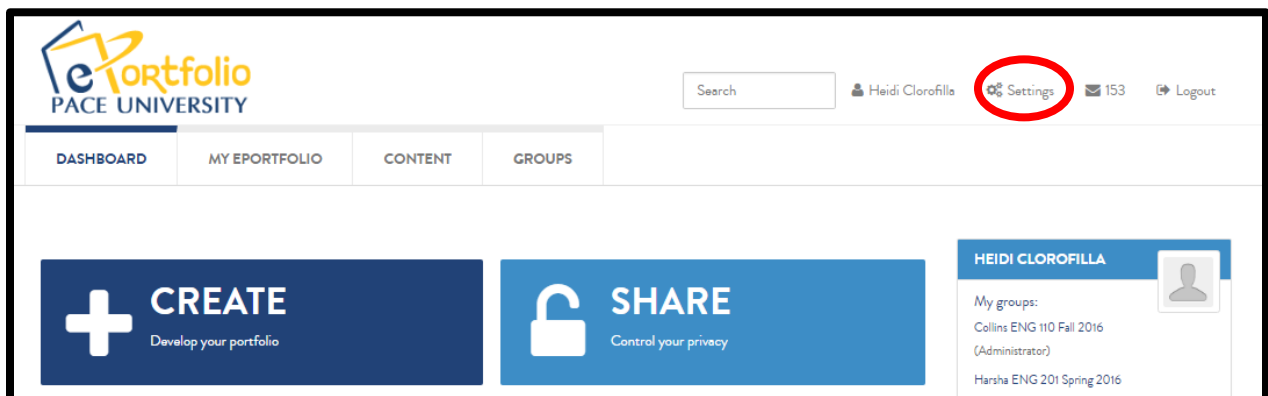 ePortfolio
PACE UNIVERSITY
Search
Heidi Clorofilla
Settings
153
Logout
DASHBOARD
MY EPORTFOLIO
CONTENT
GROUPS
CREATE
Develop your portfolio
SHARE
Control your privacy
HEIDI CLOROFILLA
My groups:
Collins ENG 110 Fall 2016
(Administrator)
Harsha ENG 201 Spring 2016